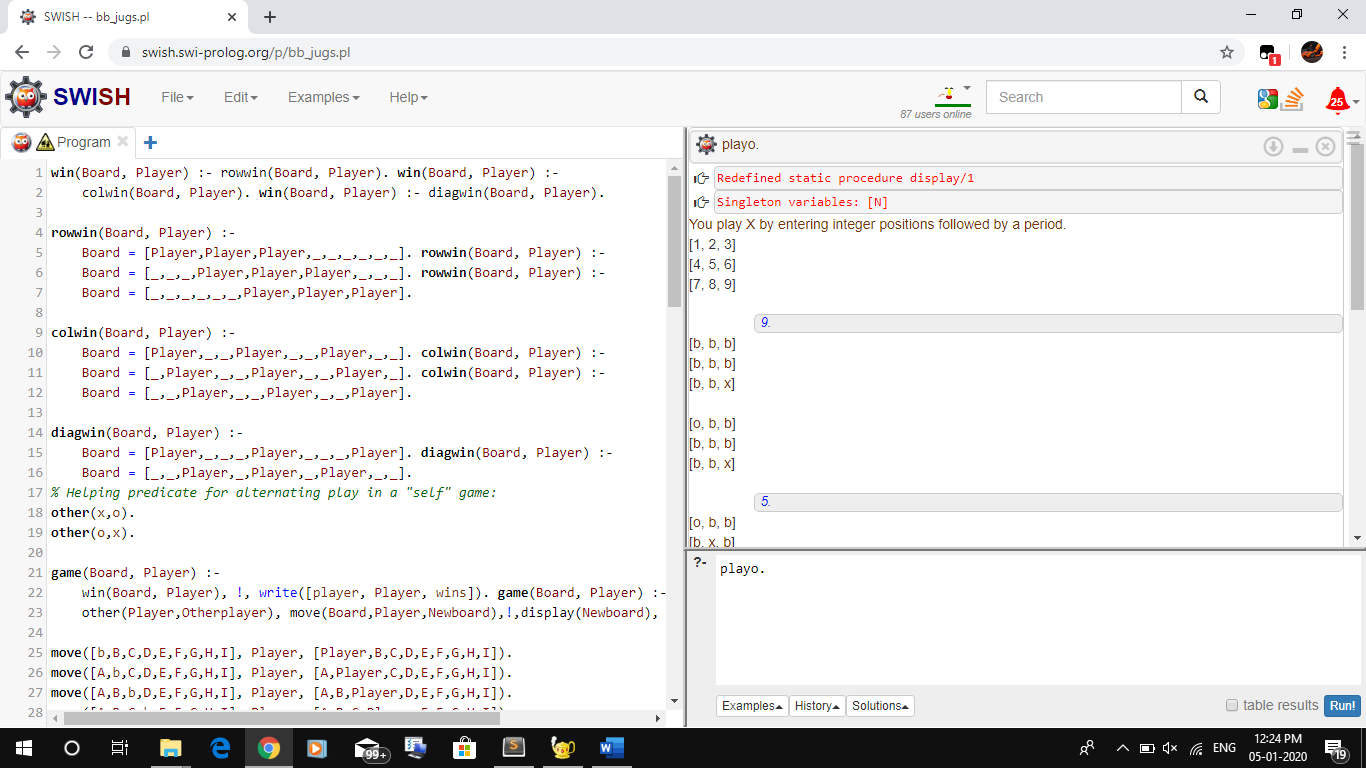 SWISH -- bb_jugs.pl
swish.swi-prolog.org/p/bb_jugs.pl
1
SWISH File Edit Examples Help
87 users online
Search
25
Program
playo.
1 win(Board, Player) :- rowwin(Board, Player). win(Board, Player) :-
2 colwin(Board, Player). win(Board, Player) :- diagwin(Board, Player).
3
4 rowwin(Board, Player) :-
5 Board = [Player,Player,Player,_,_,_,_,_,_]. rowwin(Board, Player) :-
6 Board = [_,_,_,Player,Player,Player,_,_,_]. rowwin(Board, Player) :-
7 Board = [_,_,_,_,_,_,Player,Player,Player].
8
9 colwin(Board, Player) :-
10 Board = [Player,_,_,Player,_,_,Player,_,_]. colwin(Board, Player) :-
11 Board = [_,Player,_,_,Player,_,_,Player,_]. colwin(Board, Player) :-
12 Board = [_,_,Player,_,_,Player,_,_,Player].
13
14 diagwin(Board, Player) :-
15 Board = [Player,_,_,_,Player,_,_,_,Player]. diagwin(Board, Player) :-
16 Board = [_,_,Player,_,Player,_,Player,_,_].
17 % Helping predicate for alternating play in a "self" game:
18 other(x,o).
19 other(o,x).
20
21 game(Board, Player) :-
22 win(Board, Player), !, write([player, Player, wins]). game(Board, Player) :-
23 other(Player,Otherplayer), move(Board,Player,Newboard),!,display(Newboard),
24
25 move([b,B,C,D,E,F,G,H,I], Player, [Player,B,C,D,E,F,G,H,I]).
26 move([A,b,C,D,E,F,G,H,I], Player, [A,Player,C,D,E,F,G,H,I]).
27 move([A,B,b,D,E,F,G,H,I], Player, [A,B,Player,D,E,F,G,H,I]).
28
Redefined static procedure display/1
Singleton variables: [N]
You play X by entering integer positions followed by a period.
[1, 2, 3]
[4, 5, 6]
[7, 8, 9]
9.
[b, b, b]
[b, b, b]
[b, b, x]
[o, b, b]
[b, b, b]
[b, b, x]
5.
[o, b, b]
[b, x, b]
?- playo.
Examples History Solutions
table results Run!
99+
ENG
12:24 PM
05-01-2020
19